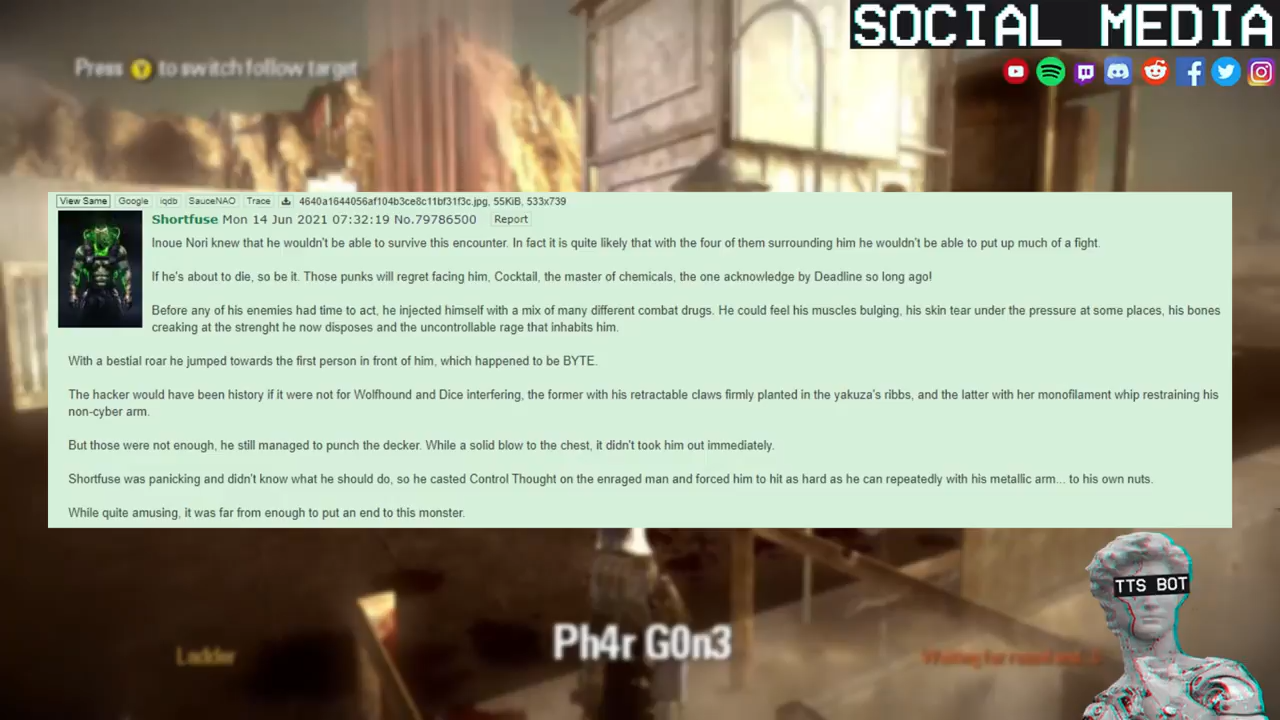 SOCIAL MEDIA
Press Y to switch follow target
View Same Google iqdb SauceNAO Trace 4640a1644056af104b3ce8c11bf31f3c.jpg, 55KiB, 533x739
Shortfuse Mon 14 Jun 2021 07:32:19 No.79786500 Report
Inoue Nori knew that he wouldn't be able to survive this encounter. In fact it is quite likely that with the four of them surrounding him he wouldn't be able to put up much of a fight.
If he's about to die, so be it. Those punks will regret facing him, Cocktail, the master of chemicals, the one acknowledge by Deadline so long ago!
Before any of his enemies had time to act, he injected himself with a mix of many different combat drugs. He could feel his muscles bulging, his skin tear under the pressure at some places, his bones
creaking at the strenght he now disposes and the uncontrollable rage that inhabits him.
With a bestial roar he jumped towards the first person in front of him, which happened to be BYTE.
The hacker would have been history if it were not for Wolfhound and Dice interfering, the former with his retractable claws firmly planted in the yakuza's ribbs, and the latter with her monofilament whip restraining his
non-cyber arm.
But those were not enough, he still managed to punch the decker. While a solid blow to the chest, it didn't took him out immediately.
Shortfuse was panicking and didn't know what he should do, so he casted Control Thought on the enraged man and forced him to hit as hard as he can repeatedly with his metallic arm... to his own nuts.
While quite amusing, it was far from enough to put an end to this monster.
TTS BOT
Ph4r G0n3
Ladder
Waiting for round end